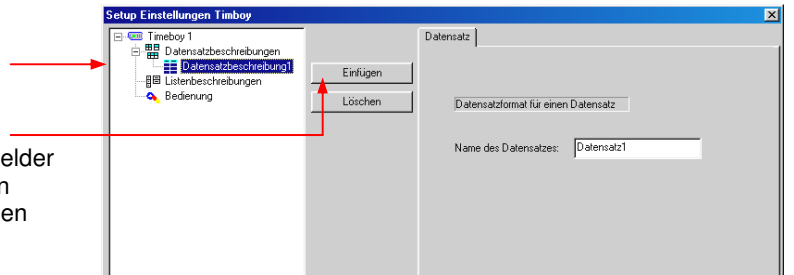 Setup Einstellungen Timboy
Timeboy 1
Datensatzbeschreibungen
Datensatzbeschreibung1
Listenbeschreibungen
Bedienung
Einfügen
Löschen
Datensatz
Datensatzformat für einen Datensatz
Name des Datensatzes: Datensatz1
elder
n
en